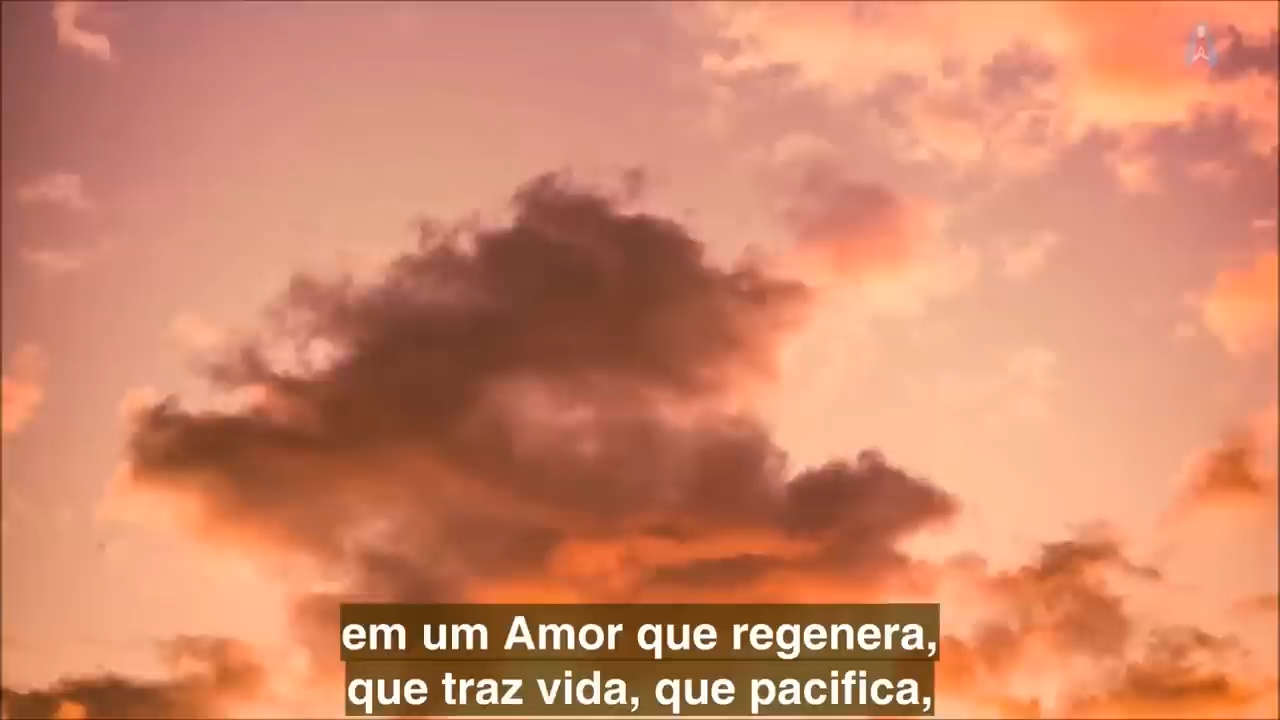 em um Amor que regenera,
que traz vida, que pacifica,